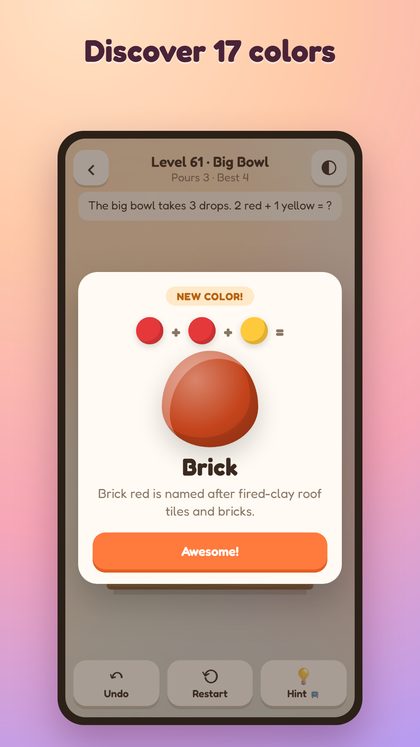 Discover 17 colors
Level 61 · Big Bowl
Pours 3 · Best 4
The big bowl takes 3 drops. 2 red + 1 yellow = ?
NEW COLOR!
+ + =
Brick
Brick red is named after fired-clay roof
tiles and bricks.
Awesome!
Undo Restart Hint